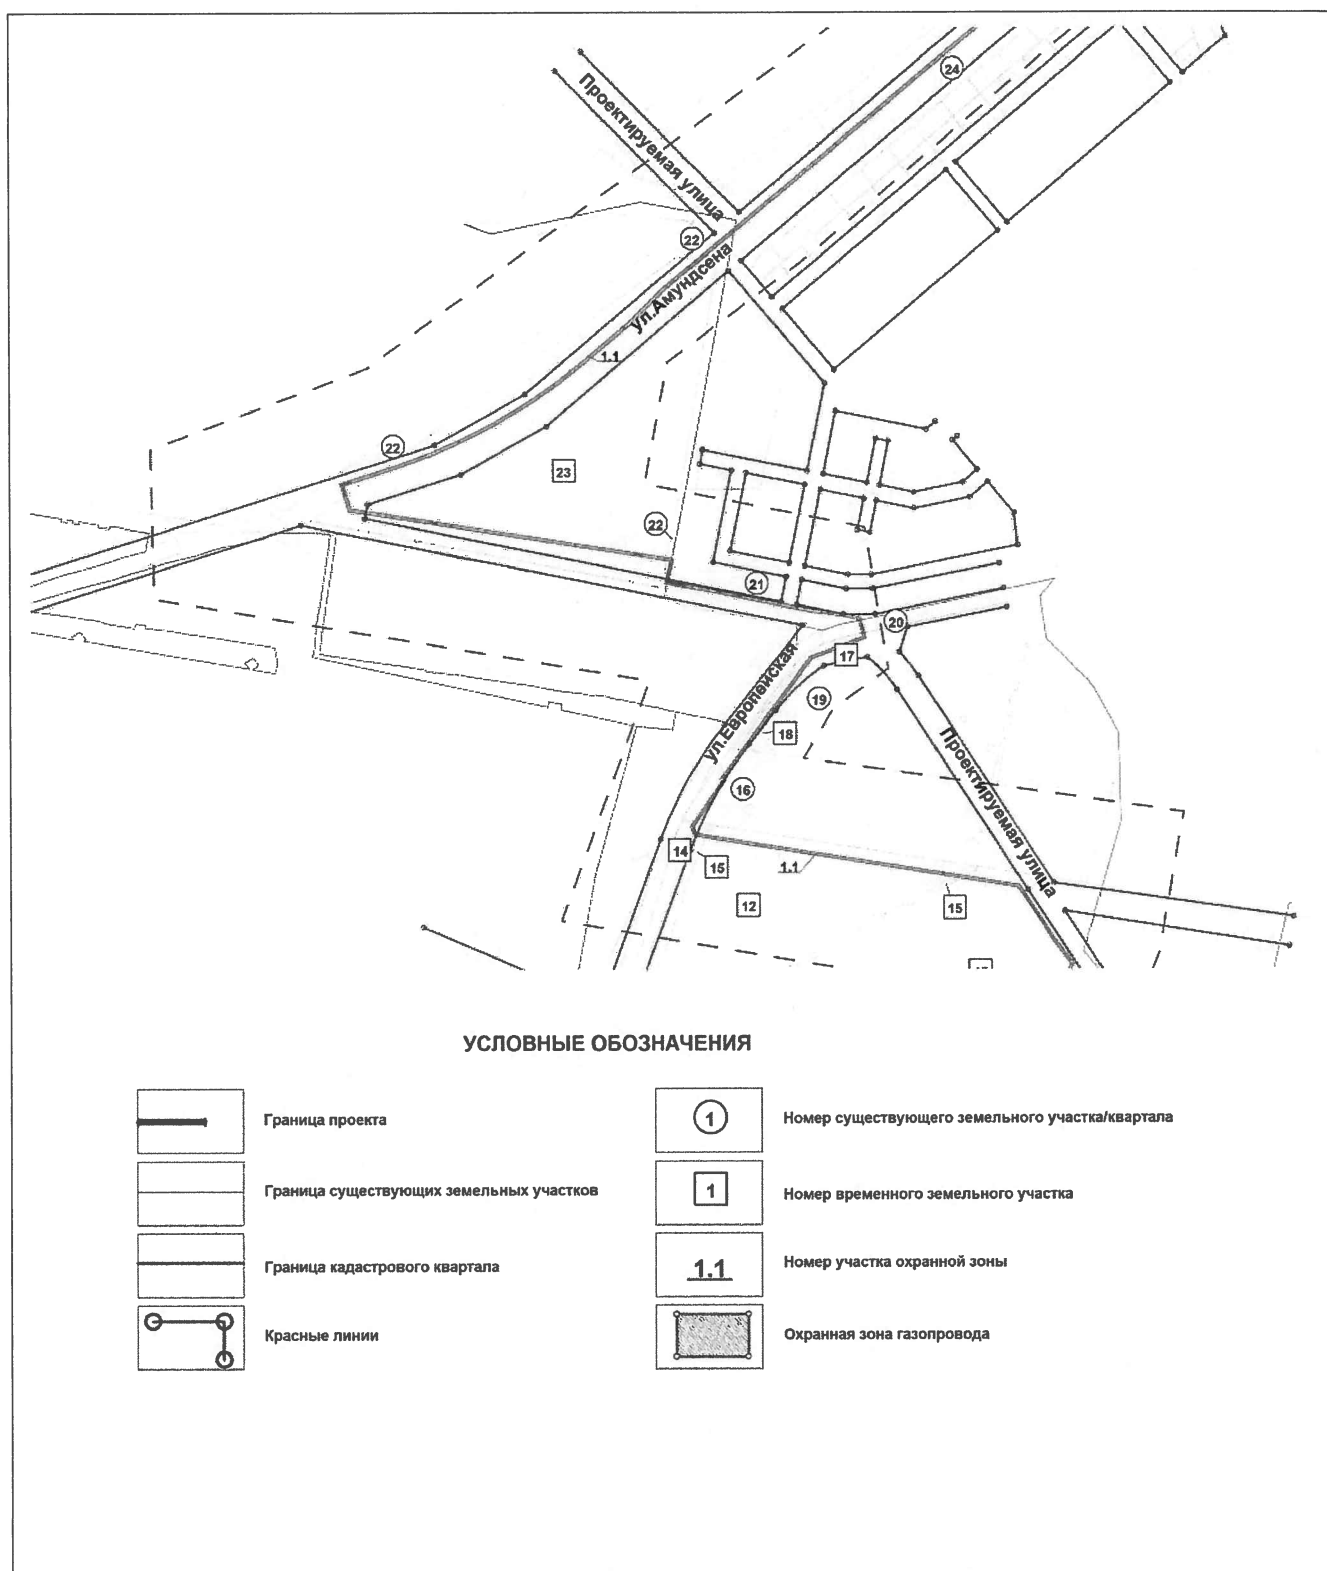 24
Проектируемая улица
22
ул.Амундсена
1.1
22
23
22
21
20
17
ул.Европейская
19
18
Проектируемая улица
16
14
15
1.1
12
15
УСЛОВНЫЕ ОБОЗНАЧЕНИЯ
Граница проекта
1
Номер существующего земельного участка/квартала
Граница существующих земельных участков
1
Номер временного земельного участка
Граница кадастрового квартала
1.1
Номер участка охранной зоны
Красные линии
Охранная зона газопровода